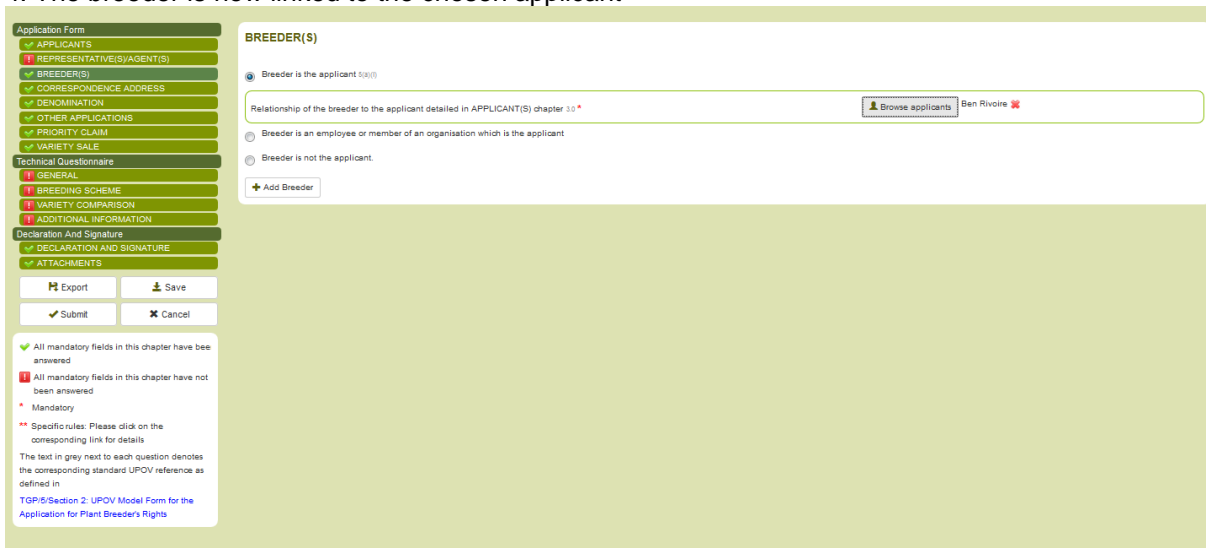 4. The breeder is now linked to the chosen applicant
Application Form
APPLICANTS
REPRESENTATIVE(S)/AGENT(S)
BREEDER(S)
CORRESPONDENCE ADDRESS
DENOMINATION
OTHER APPLICATIONS
PRIORITY CLAIM
VARIETY SALE
Technical Questionnaire
GENERAL
BREEDING SCHEME
VARIETY COMPARISON
ADDITIONAL INFORMATION
Declaration And Signature
DECLARATION AND SIGNATURE
ATTACHMENTS
Export
Save
Submit
Cancel
All mandatory fields in this chapter have bee
answered
All mandatory fields in this chapter have not
been answered
* Mandatory
** Specific rules: Please click on the
corresponding link for details
The text in grey next to each question denotes
the corresponding standard UPOV reference as
defined in
TGP/5/Section 2: UPOV Model Form for the
Application for Plant Breeder's Rights
BREEDER(S)
Breeder is the applicant 5(a)(i)
Relationship of the breeder to the applicant detailed in APPLICANT(S) chapter 3.0 *
Browse applicants
Ben Rivoire
Breeder is an employee or member of an organisation which is the applicant
Breeder is not the applicant.
+ Add Breeder